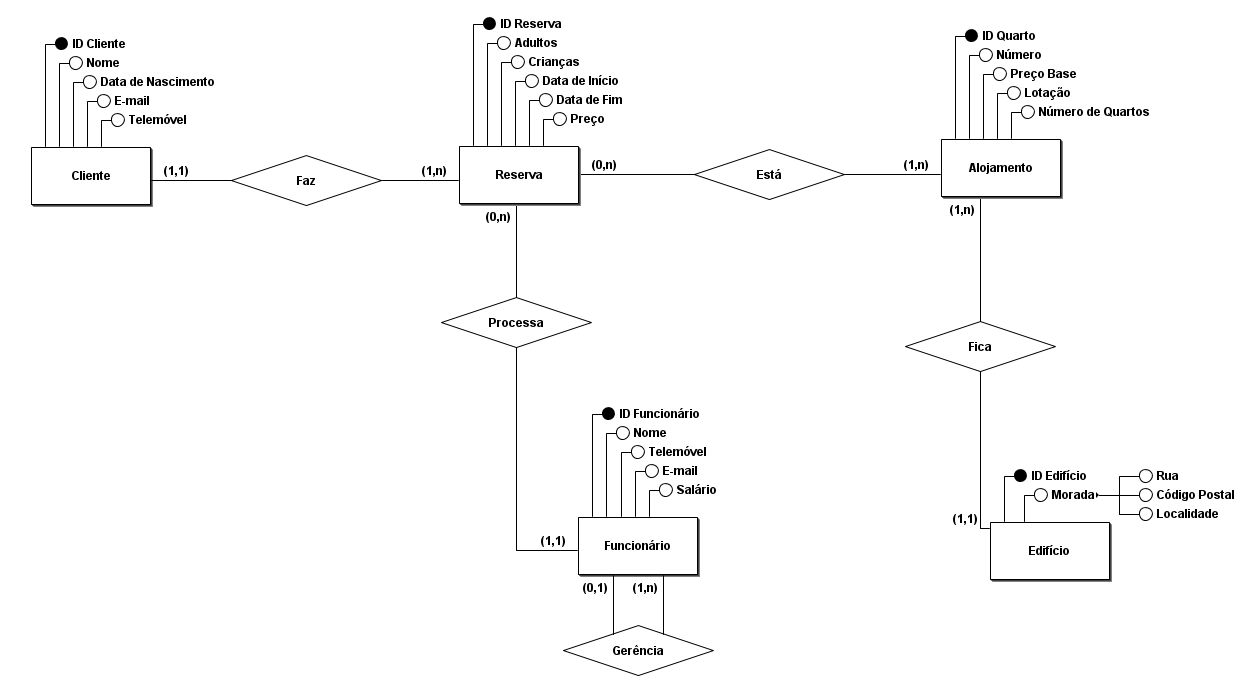 ID Cliente
Nome
Data de Nascimento
E-mail
Telemóvel
Cliente
(1,1)
Faz
(1,n)
ID Reserva
Adultos
Crianças
Data de Início
Data de Fim
Preço
Reserva
(0,n)
Está
(1,n)
ID Quarto
Número
Preço Base
Lotação
Número de Quartos
Alojamento
(0,n)
Processa
(1,1)
(1,n)
Fica
(1,1)
ID Funcionário
Nome
Telemóvel
E-mail
Salário
Funcionário
(0,1)
(1,n)
Gerência
ID Edifício
Morada
Rua
Código Postal
Localidade
Edifício